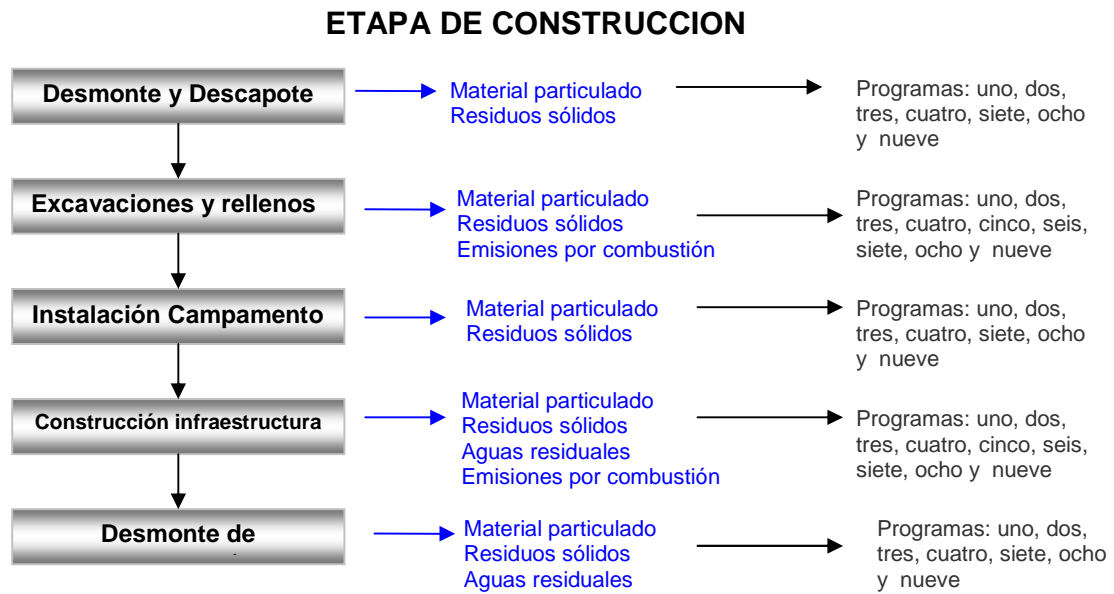 ETAPA DE CONSTRUCCION
Desmonte y Descapote
Material particulado
Residuos sólidos
Programas: uno, dos,
tres, cuatro, siete, ocho
y nueve
Excavaciones y rellenos
Material particulado
Residuos sólidos
Emisiones por combustión
Programas: uno, dos,
tres, cuatro, cinco, seis,
siete, ocho y nueve
Instalación Campamento
Material particulado
Residuos sólidos
Programas: uno, dos,
tres, cuatro, siete, ocho
y nueve
Construcción infraestructura
Material particulado
Residuos sólidos
Aguas residuales
Emisiones por combustión
Programas: uno, dos,
tres, cuatro, cinco, seis,
siete, ocho y nueve
Desmonte de
Material particulado
Residuos sólidos
Aguas residuales
Programas: uno, dos,
tres, cuatro, siete, ocho
y nueve